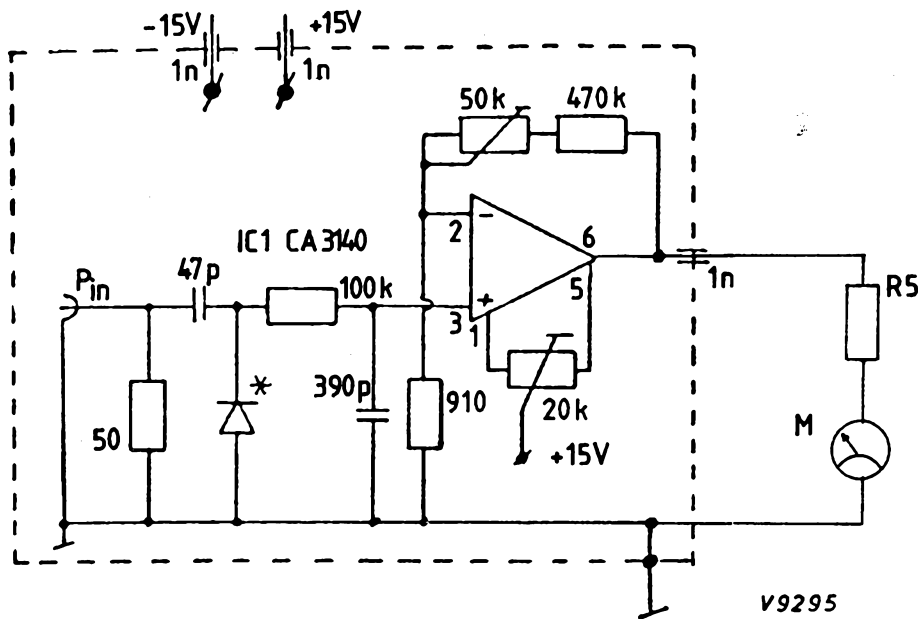 -15V
+15V
1n
1n
50k
470k
2
-
6
IC1 CA3140
47p
100k
Pin
+
3
1
5
1n
R5
390p
910
20k
*
50
+15V
M
V9295